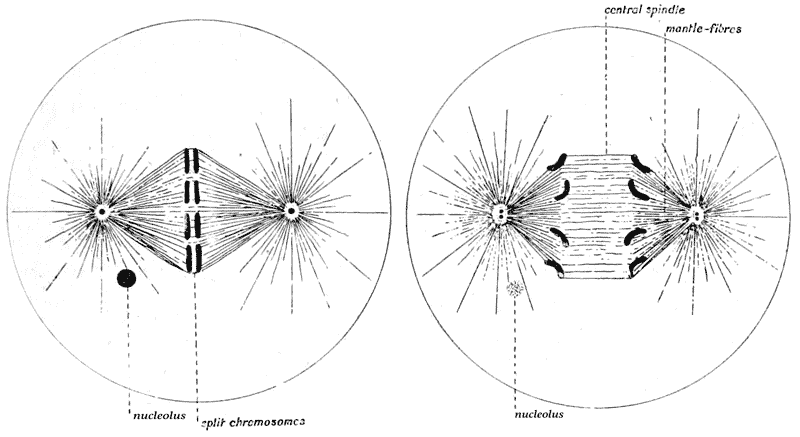 central spindle
mantle-fibres
nucleolus
split chromosomes
nucleolus